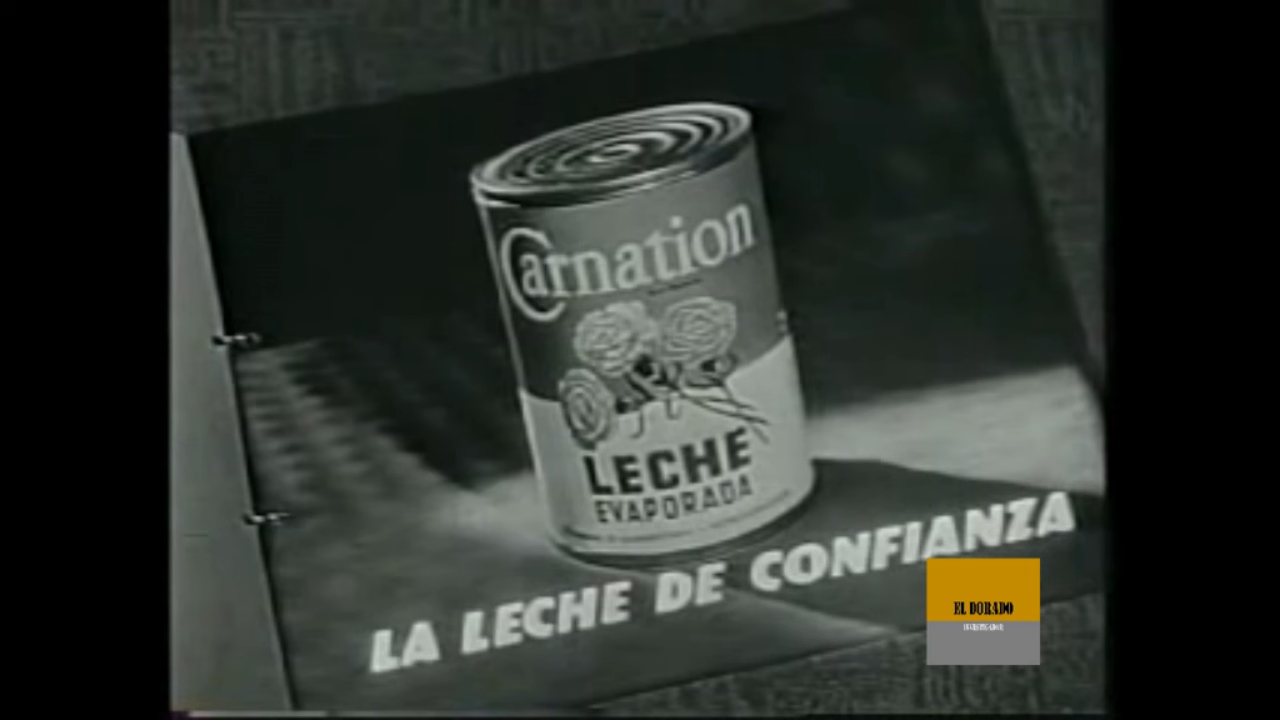 Carnation
LECHE
EVAPORADA
LA LECHE DE CONFIANZA
EL DORADO